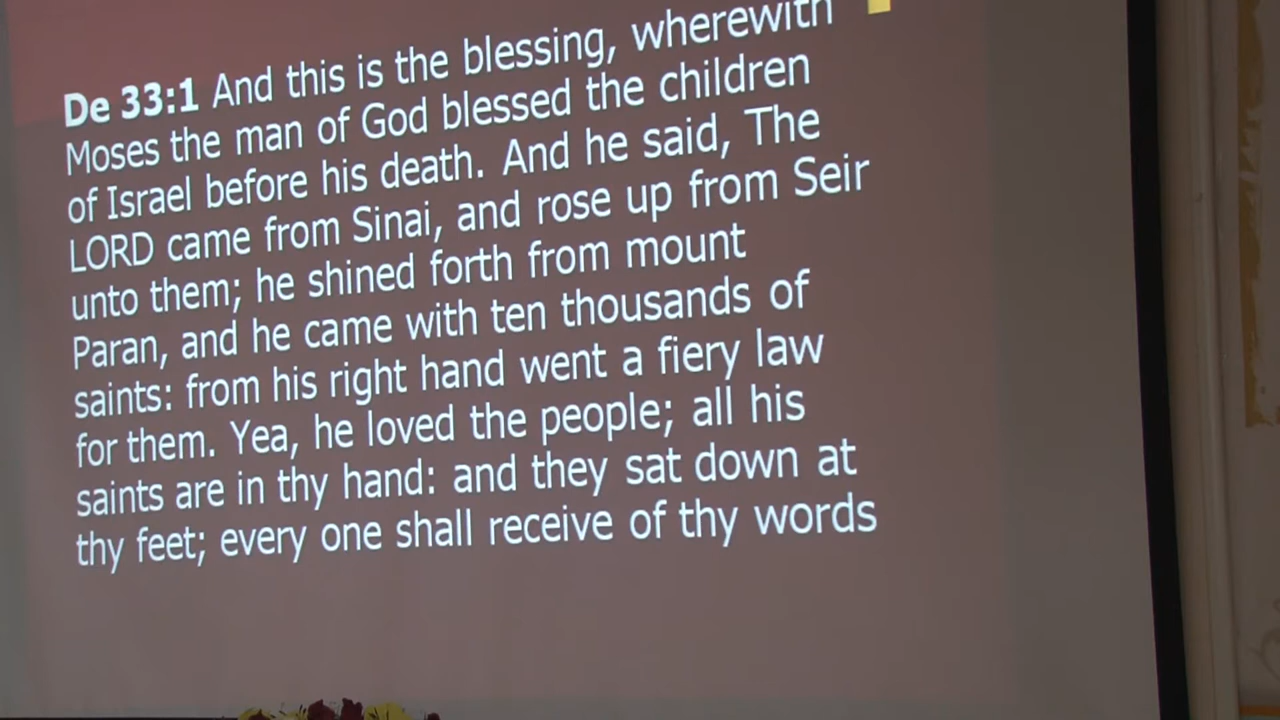 De 33:1 And this is the blessing, wherewith
Moses the man of God blessed the children
of Israel before his death. And he said, The
LORD came from Sinai, and rose up from Seir
unto them; he shined forth from mount
Paran, and he came with ten thousands of
saints: from his right hand went a fiery law
for them. Yea, he loved the people; all his
saints are in thy hand: and they sat down at
thy feet; every one shall receive of thy words